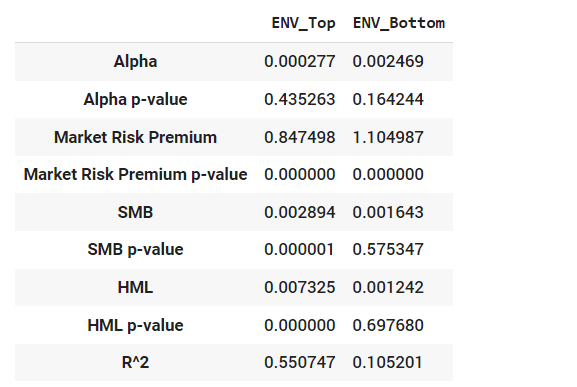 ENV_Top ENV_Bottom
Alpha 0.000277 0.002469
Alpha p-value 0.435263 0.164244
Market Risk Premium 0.847498 1.104987
Market Risk Premium p-value 0.000000 0.000000
SMB 0.002894 0.001643
SMB p-value 0.000001 0.575347
HML 0.007325 0.001242
HML p-value 0.000000 0.697680
R^2 0.550747 0.105201